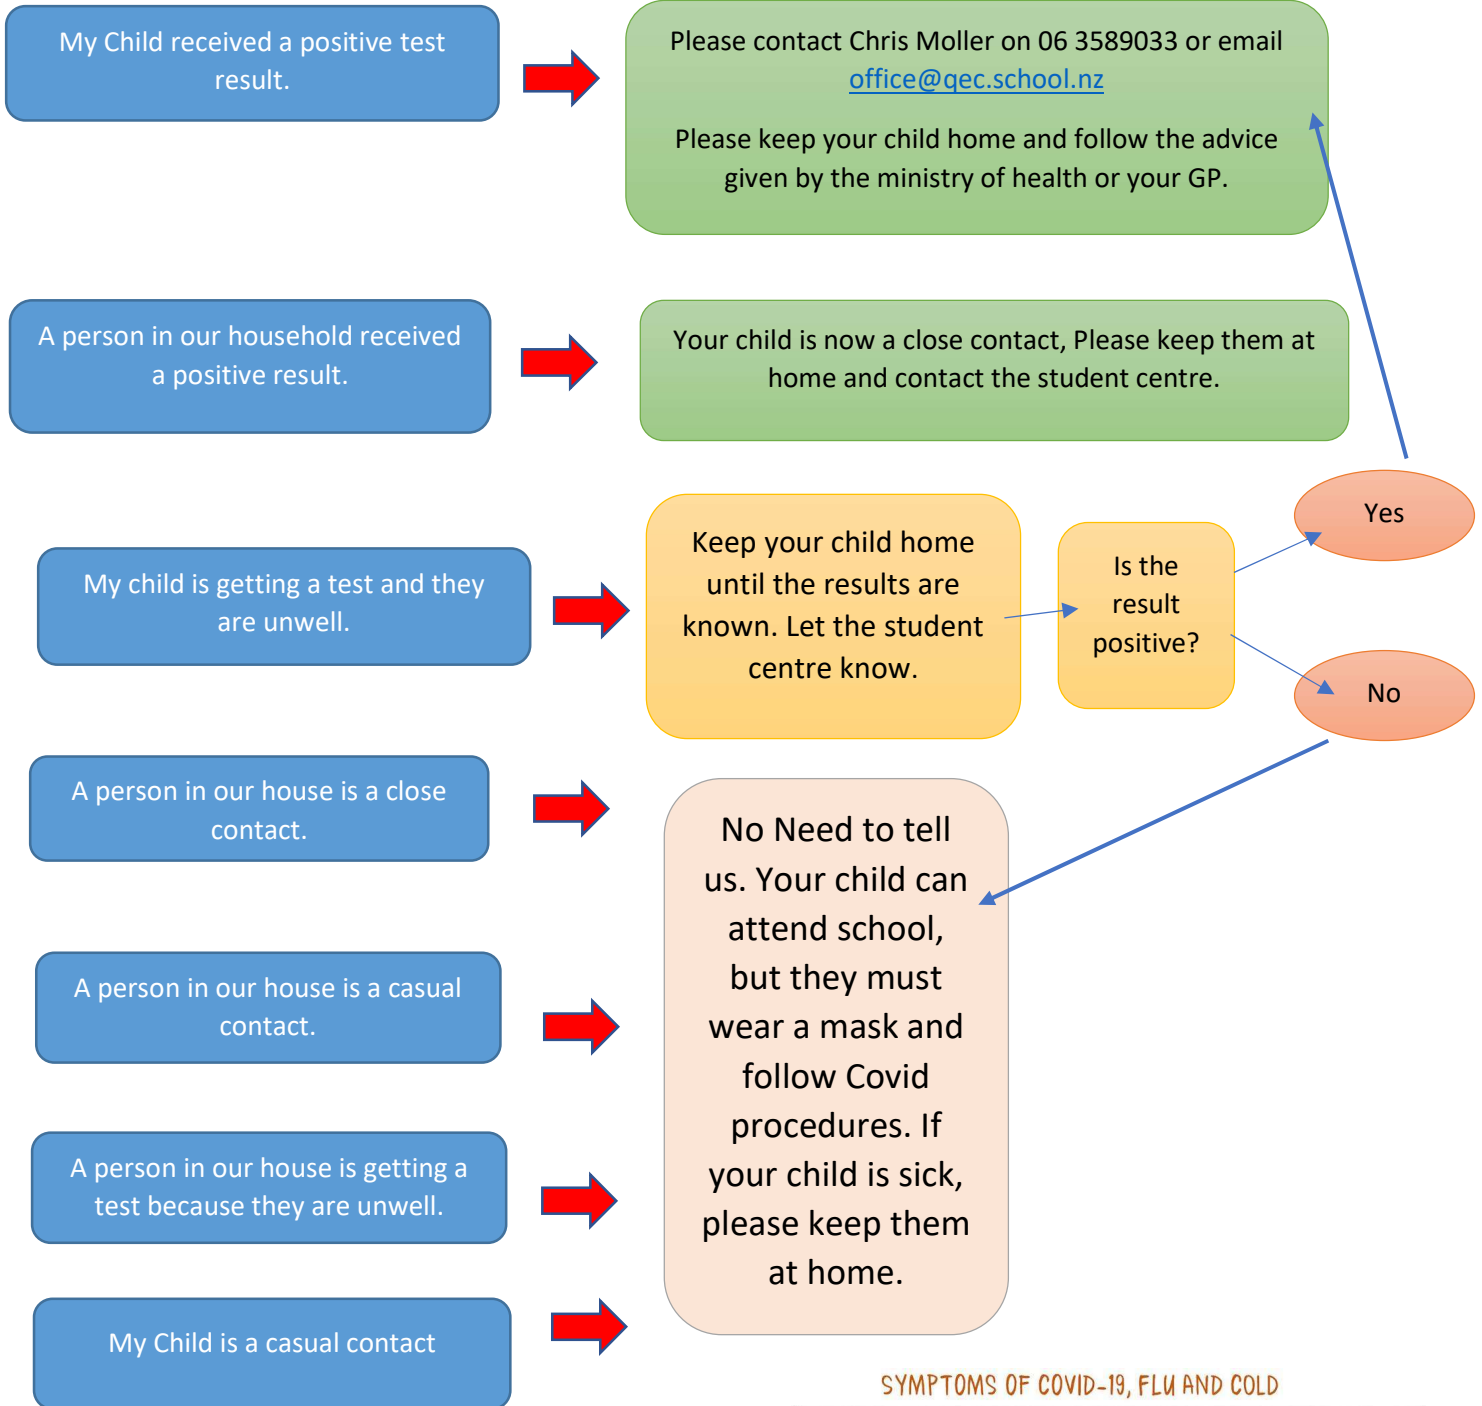 My Child received a positive test
result.
Please contact Chris Moller on 06 3589033 or email
office@qec.school.nz
Please keep your child home and follow the advice
given by the ministry of health or your GP.
A person in our household received
a positive result.
Your child is now a close contact, Please keep them at
home and contact the student centre.
My child is getting a test and they
are unwell.
Keep your child home
until the results are
known. Let the student
centre know.
Is the
result
positive?
Yes
No
A person in our house is a close
contact.
A person in our house is a casual
contact.
A person in our house is getting a
test because they are unwell.
My Child is a casual contact
No Need to tell
us. Your child can
attend school,
but they must
wear a mask and
follow Covid
procedures. If
your child is sick,
please keep them
at home.
SYMPTOMS OF COVID-19, FLU AND COLD